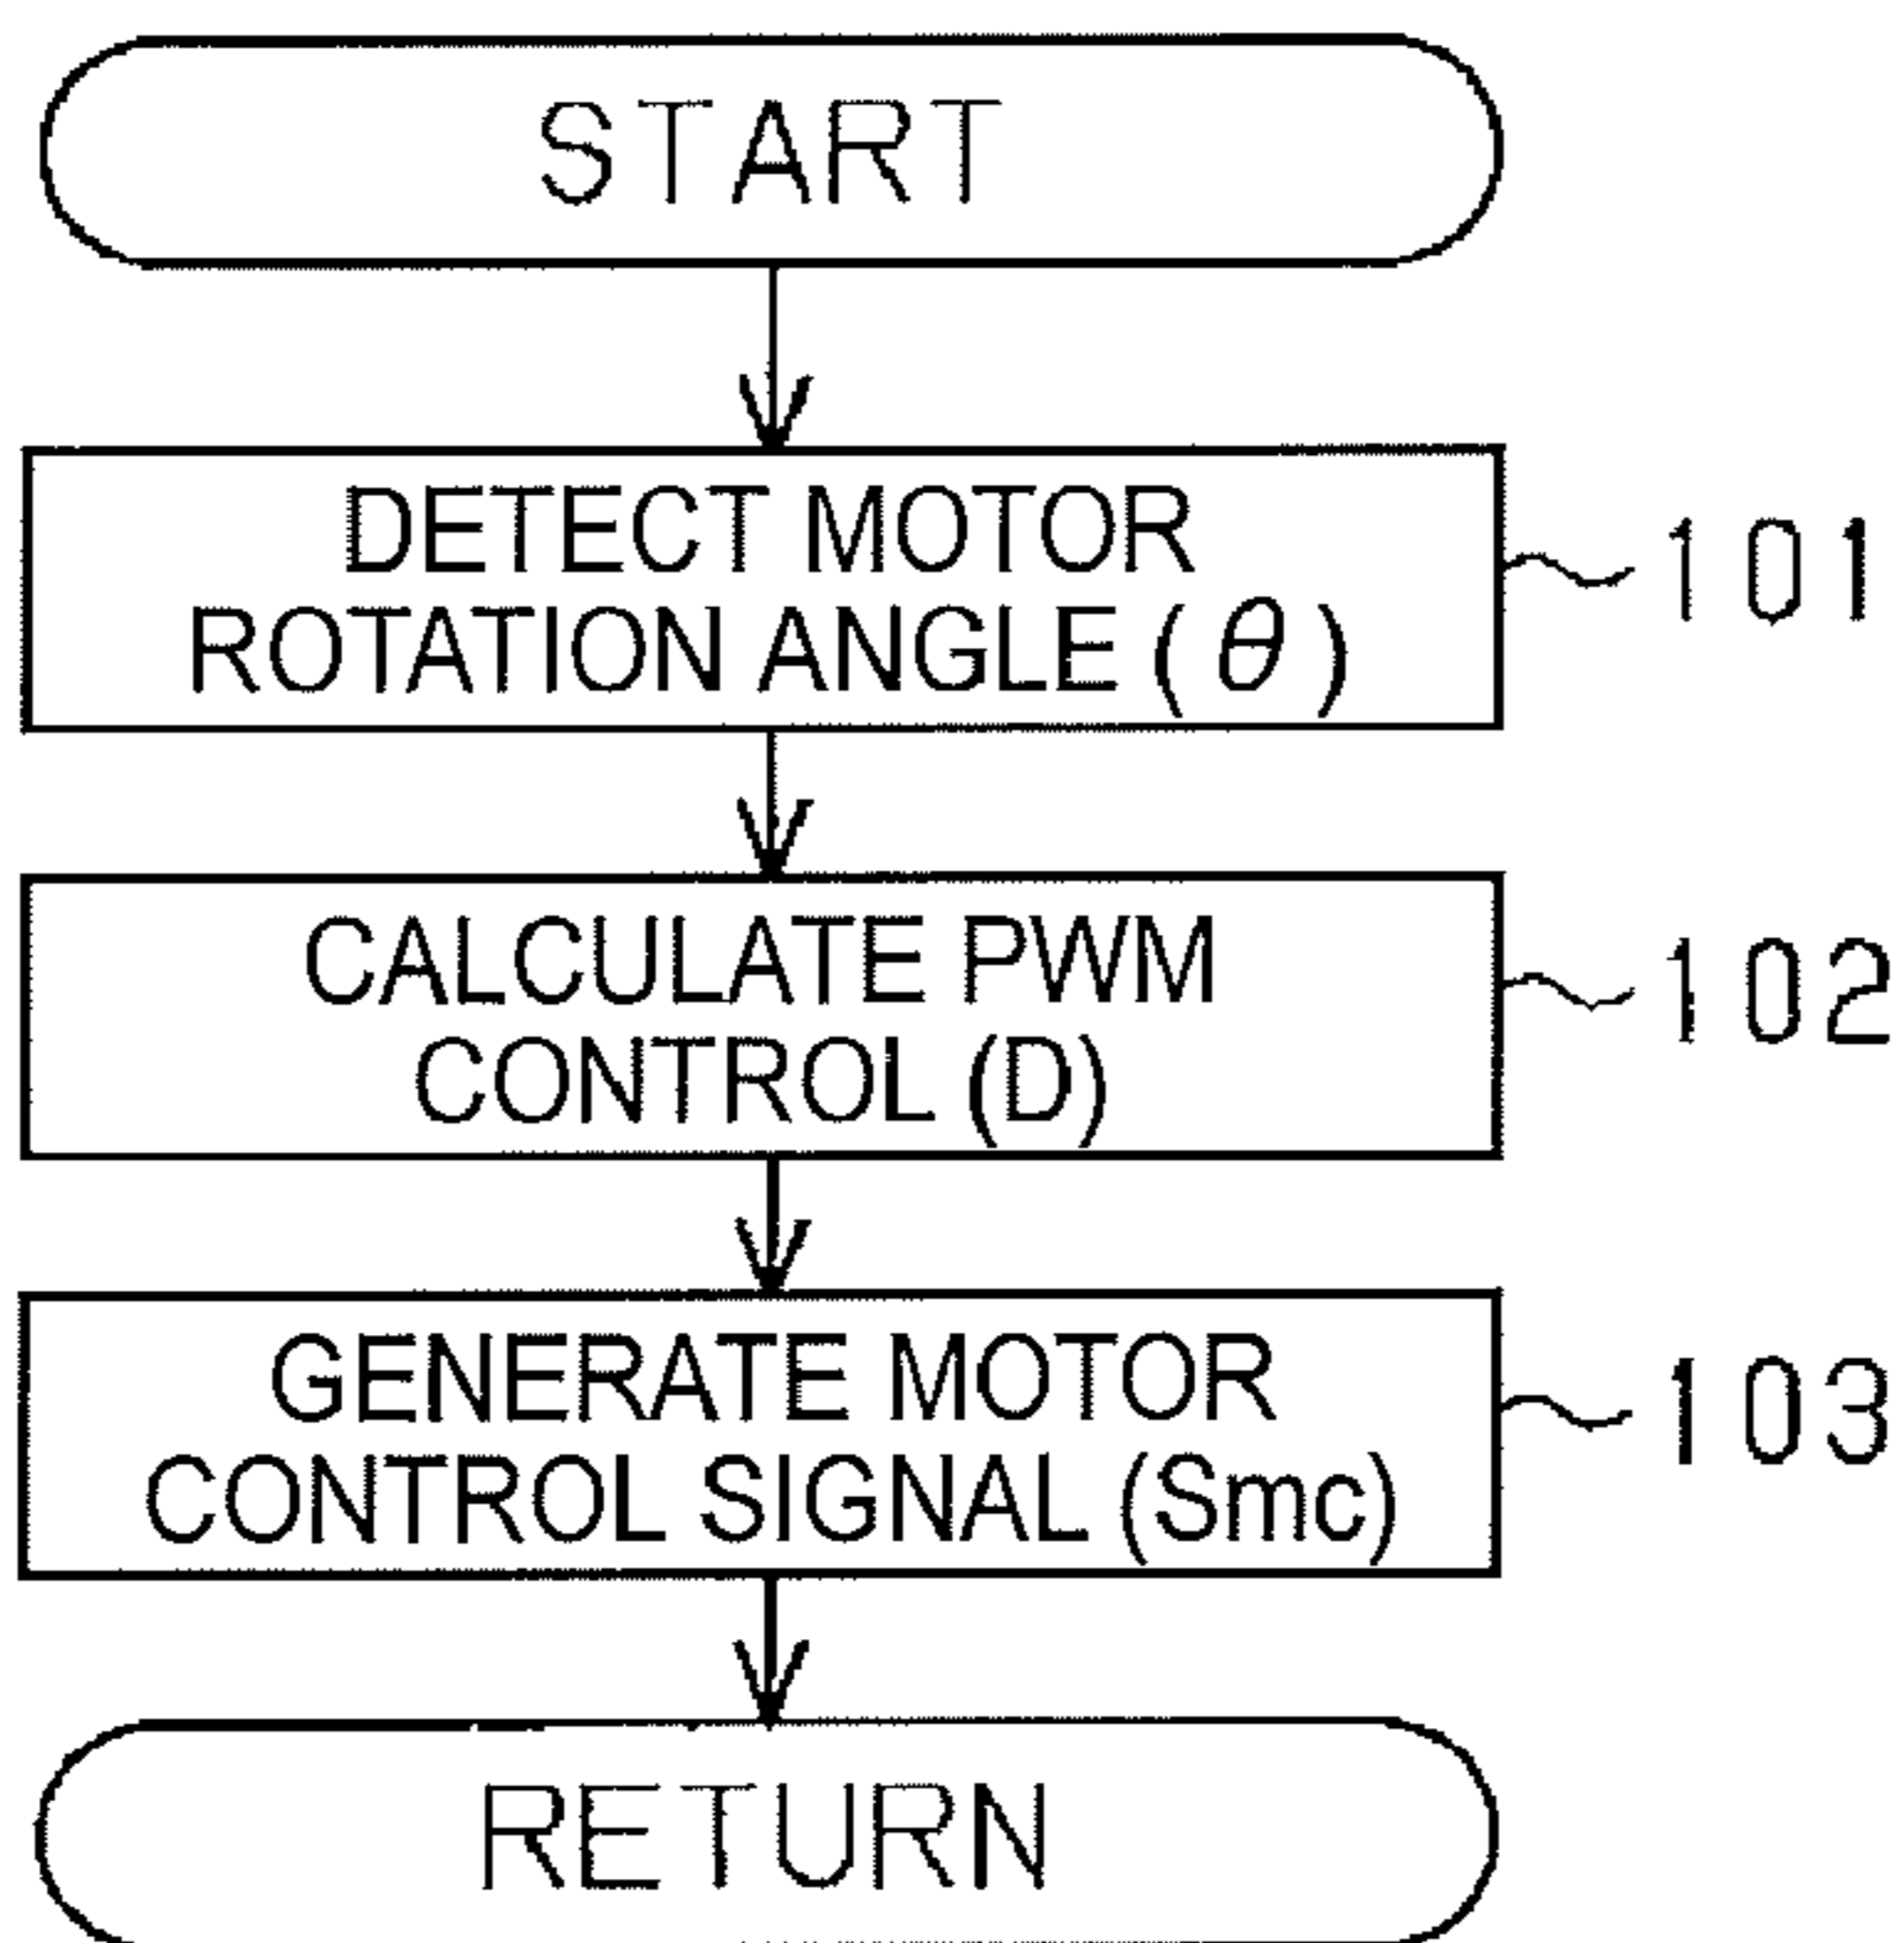 START
DETECT MOTOR
ROTATION ANGLE (θ)
101
CALCULATE PWM
CONTROL (D)
102
GENERATE MOTOR
CONTROL SIGNAL (Smc)
103
RETURN